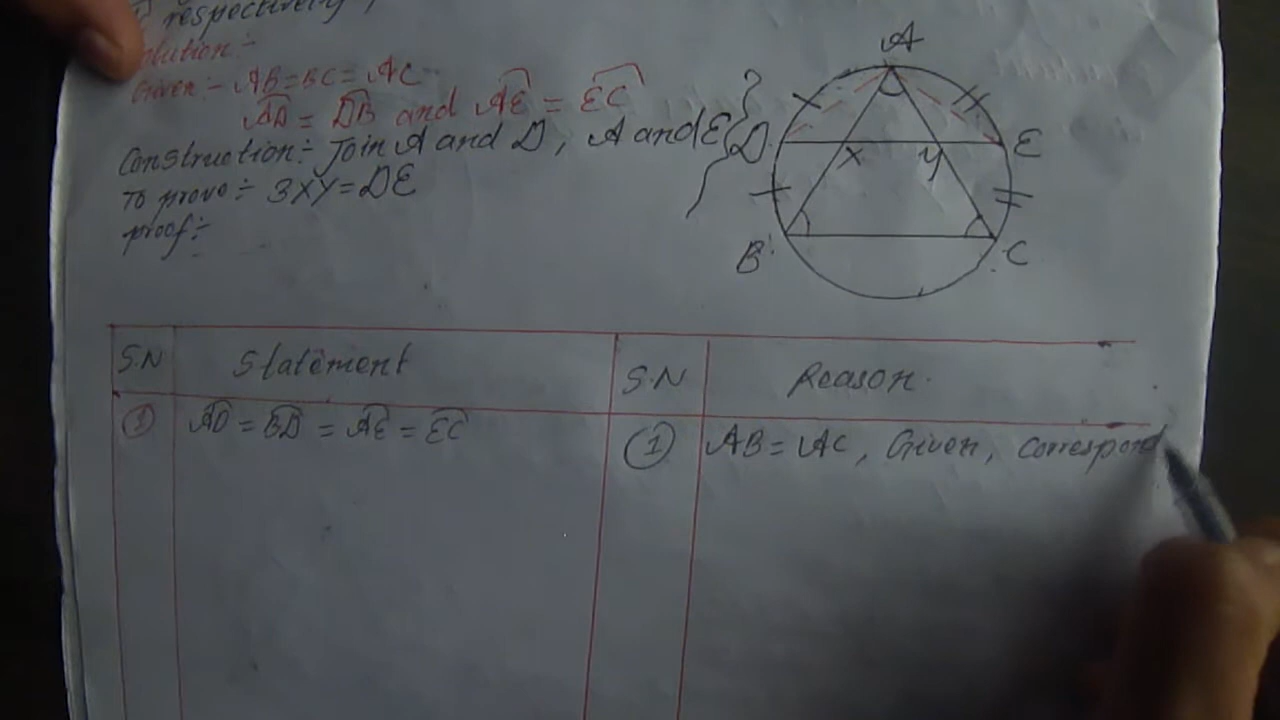 respectively,
Solution:-
Given:- AB=BC=AC
AD = DB and AE = EC
Construction:- Join A and D, A and E
To prove:- 3XY=DE
proof:-
A
D
E
X
Y
B
C
S.N
Statement
S.N
Reason.
①
AD = BD = AE = EC
①
AB = AC, Given, correspond